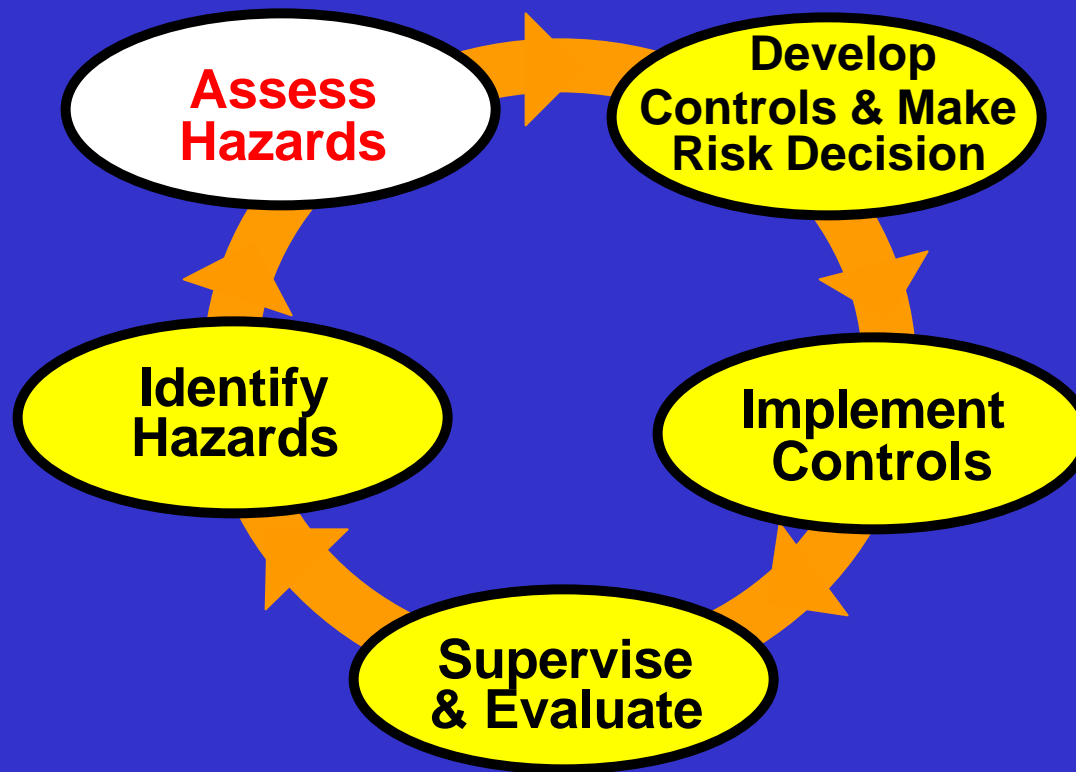 Assess
Hazards
Develop
Controls & Make
Risk Decision
Identify
Hazards
Implement
Controls
Supervise
& Evaluate